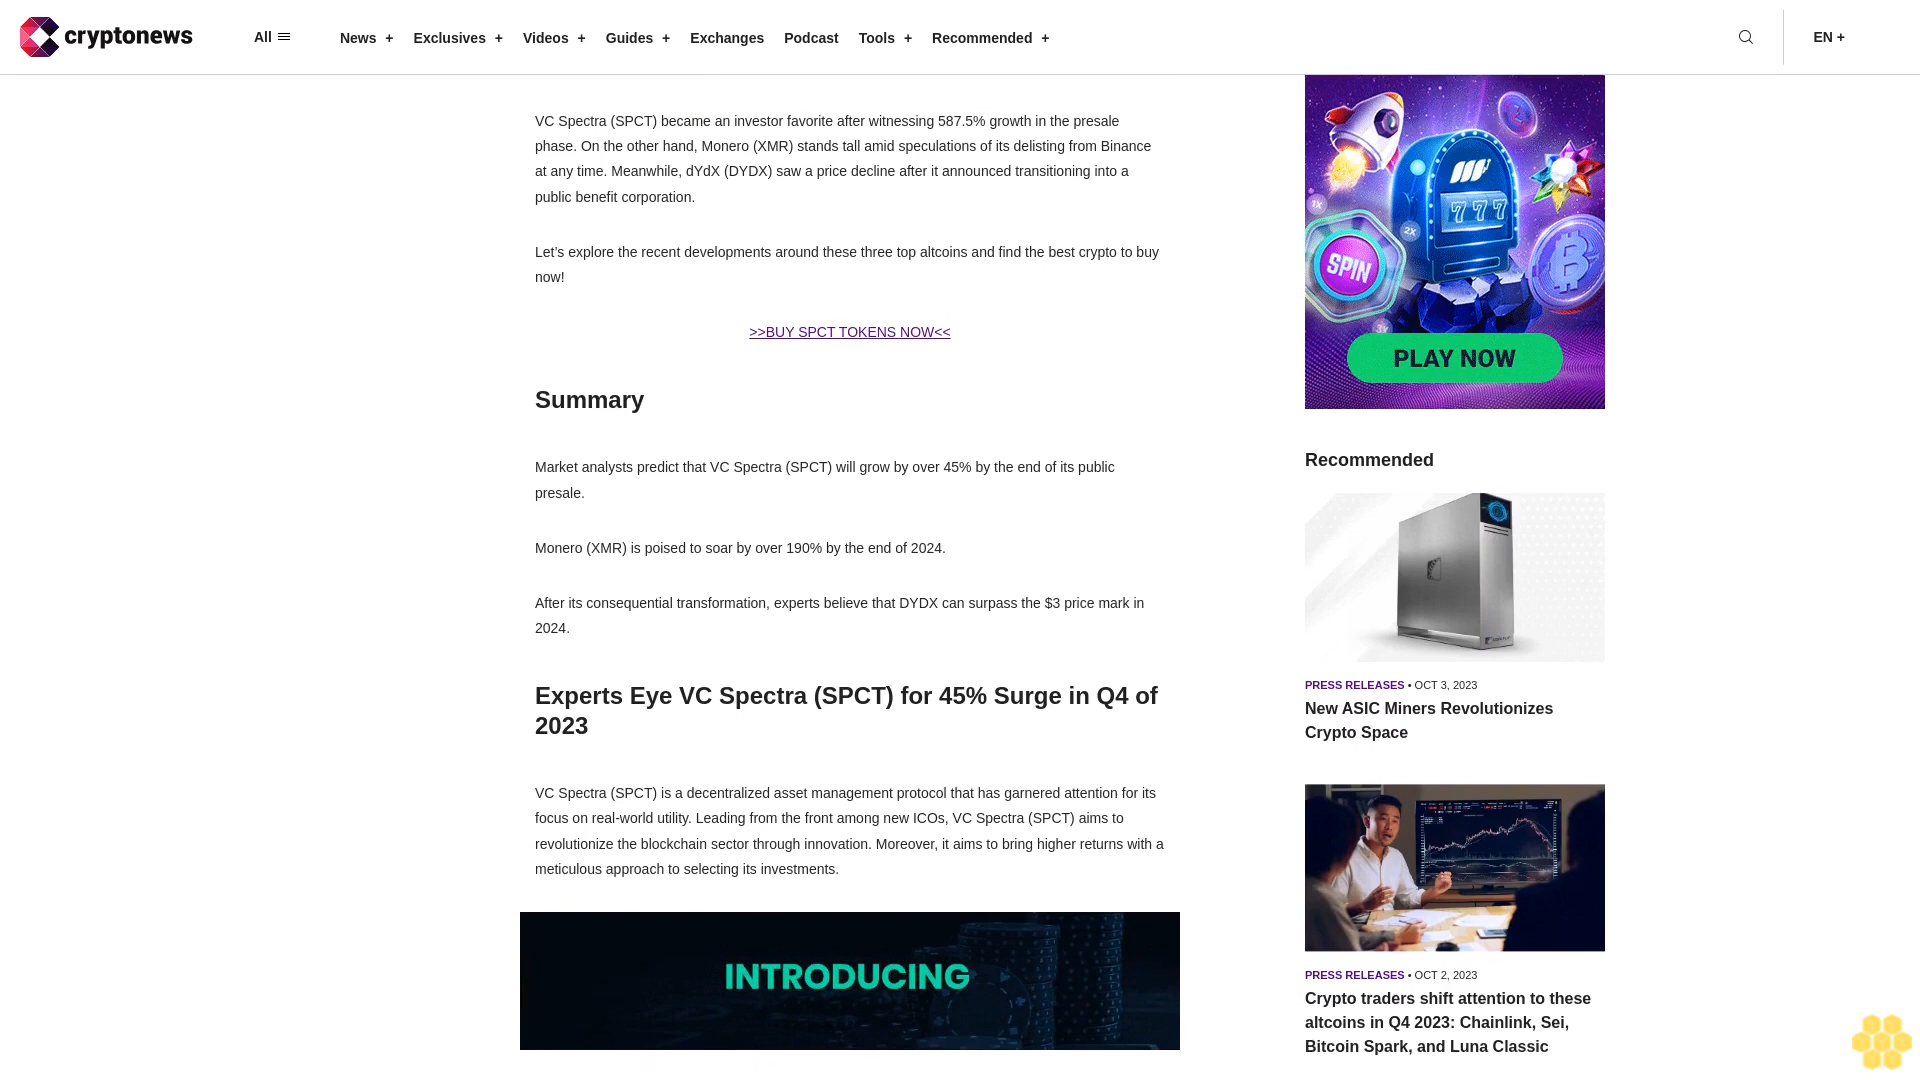 cryptonews
All
News +
Exclusives +
Videos +
Guides +
Exchanges
Podcast
Tools +
Recommended +
EN +
VC Spectra (SPCT) became an investor favorite after witnessing 587.5% growth in the presale
phase. On the other hand, Monero (XMR) stands tall amid speculations of its delisting from Binance
at any time. Meanwhile, dYdX (DYDX) saw a price decline after it announced transitioning into a
public benefit corporation.
Let’s explore the recent developments around these three top altcoins and find the best crypto to buy
now!
>>BUY SPCT TOKENS NOW<<
Summary
Market analysts predict that VC Spectra (SPCT) will grow by over 45% by the end of its public
presale.
Monero (XMR) is poised to soar by over 190% by the end of 2024.
After its consequential transformation, experts believe that DYDX can surpass the $3 price mark in
2024.
Experts Eye VC Spectra (SPCT) for 45% Surge in Q4 of
2023
VC Spectra (SPCT) is a decentralized asset management protocol that has garnered attention for its
focus on real-world utility. Leading from the front among new ICOs, VC Spectra (SPCT) aims to
revolutionize the blockchain sector through innovation. Moreover, it aims to bring higher returns with a
meticulous approach to selecting its investments.
INTRODUCING
1X
777
2X
SPIN
3X
PLAY NOW
Recommended
PRESS RELEASES • OCT 3, 2023
New ASIC Miners Revolutionizes
Crypto Space
PRESS RELEASES • OCT 2, 2023
Crypto traders shift attention to these
altcoins in Q4 2023: Chainlink, Sei,
Bitcoin Spark, and Luna Classic